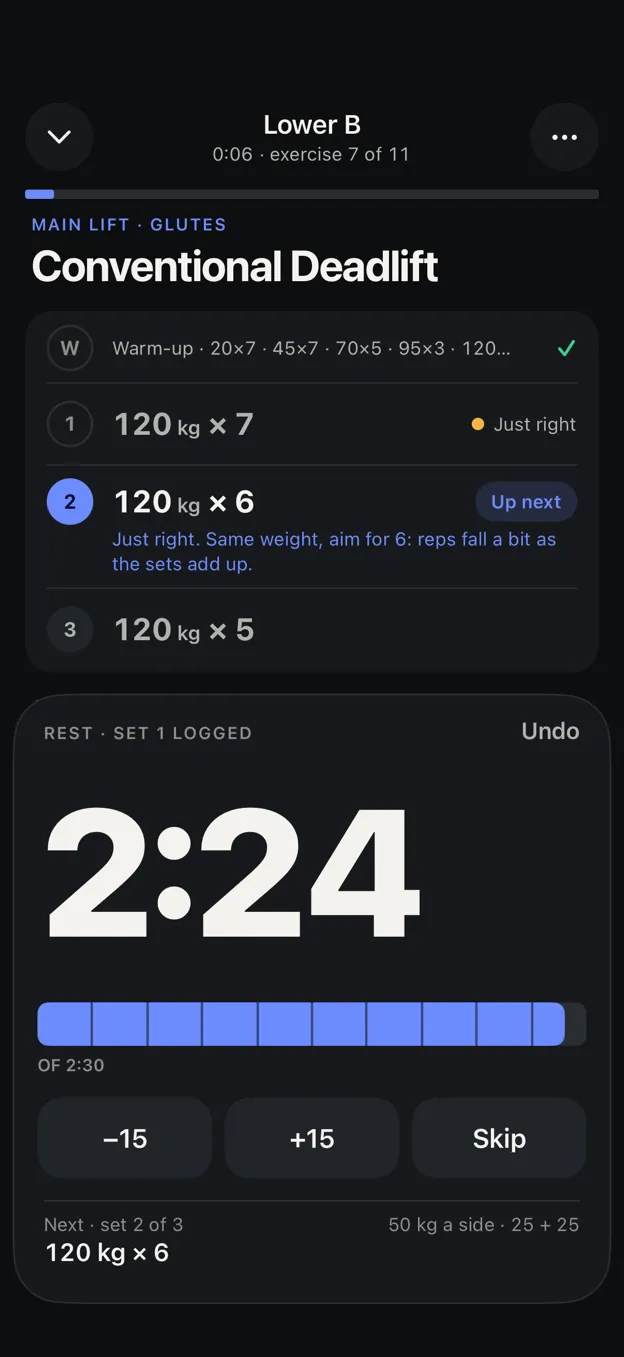 Lower B
0:06 · exercise 7 of 11
MAIN LIFT · GLUTES
Conventional Deadlift
W Warm-up · 20×7 · 45×7 · 70×5 · 95×3 · 120...
1 120 kg × 7 Just right
2 120 kg × 6 Up next
Just right. Same weight, aim for 6: reps fall a bit as
the sets add up.
3 120 kg × 5
REST · SET 1 LOGGED Undo
2:24
OF 2:30
–15 +15 Skip
Next · set 2 of 3 50 kg a side · 25 + 25
120 kg × 6